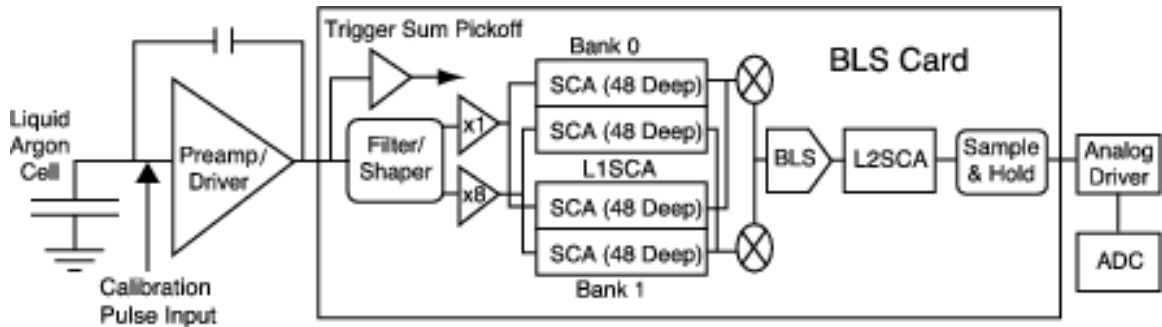 Trigger Sum Pickoff
Bank 0
BLS Card
SCA (48 Deep)
SCA (48 Deep)
L1SCA
SCA (48 Deep)
SCA (48 Deep)
Bank 1
Liquid
Argon
Cell
Preamp/
Driver
Filter/
Shaper
x1
x8
BLS
L2SCA
Sample
& Hold
Analog
Driver
ADC
Calibration
Pulse Input